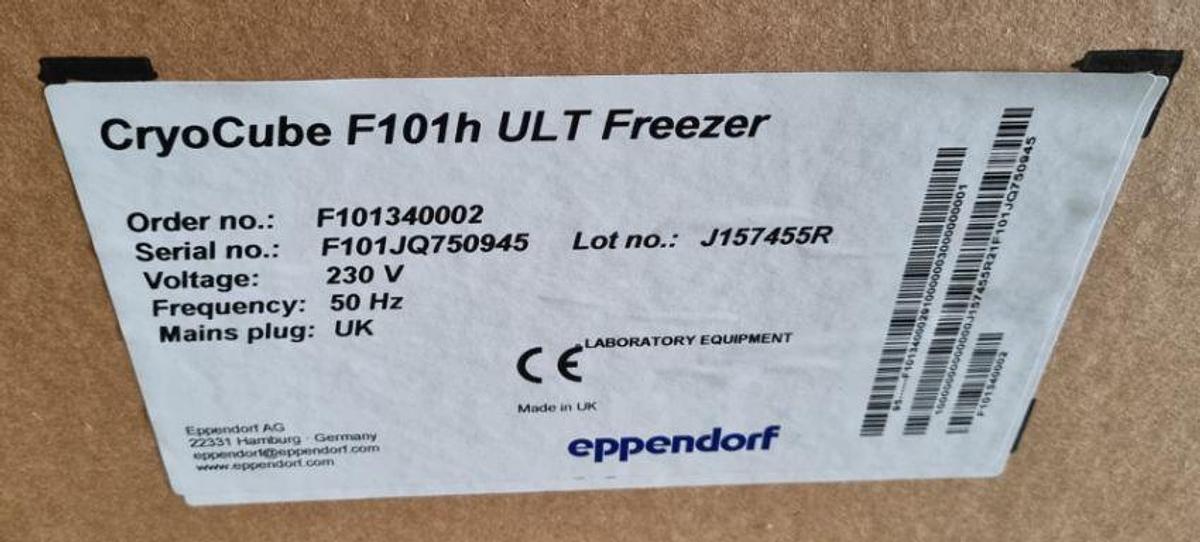 CryoCube F101h ULT Freezer
Order no.: F101340002
Serial no.: F101JQ750945 Lot no.: J157455R
Voltage: 230 V
Frequency: 50 Hz
Mains plug: UK
CE LABORATORY EQUIPMENT
Made in UK
Eppendorf AG
22331 Hamburg · Germany
eppendorf@eppendorf.com
www.eppendorf.com
eppendorf
F101340002